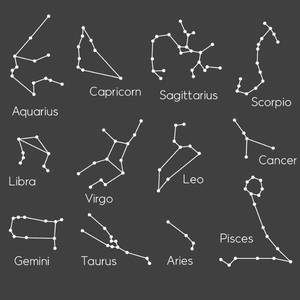 Aquarius
Capricorn
Sagittarius
Scorpio
Libra
Virgo
Leo
Cancer
Gemini
Taurus
Aries
Pisces